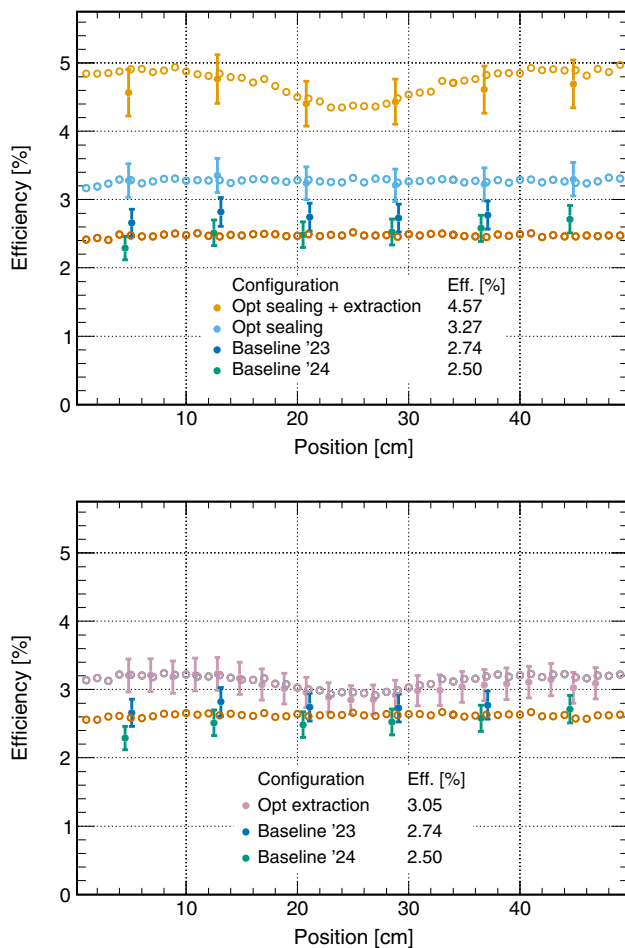 5
4
3
2
1
0
Efficiency [%]
Configuration Eff. [%]
Opt sealing + extraction 4.57
Opt sealing 3.27
Baseline '23 2.74
Baseline '24 2.50
10 20 30 40
Position [cm]
5
4
3
2
1
0
Efficiency [%]
Configuration Eff. [%]
Opt extraction 3.05
Baseline '23 2.74
Baseline '24 2.50
10 20 30 40
Position [cm]